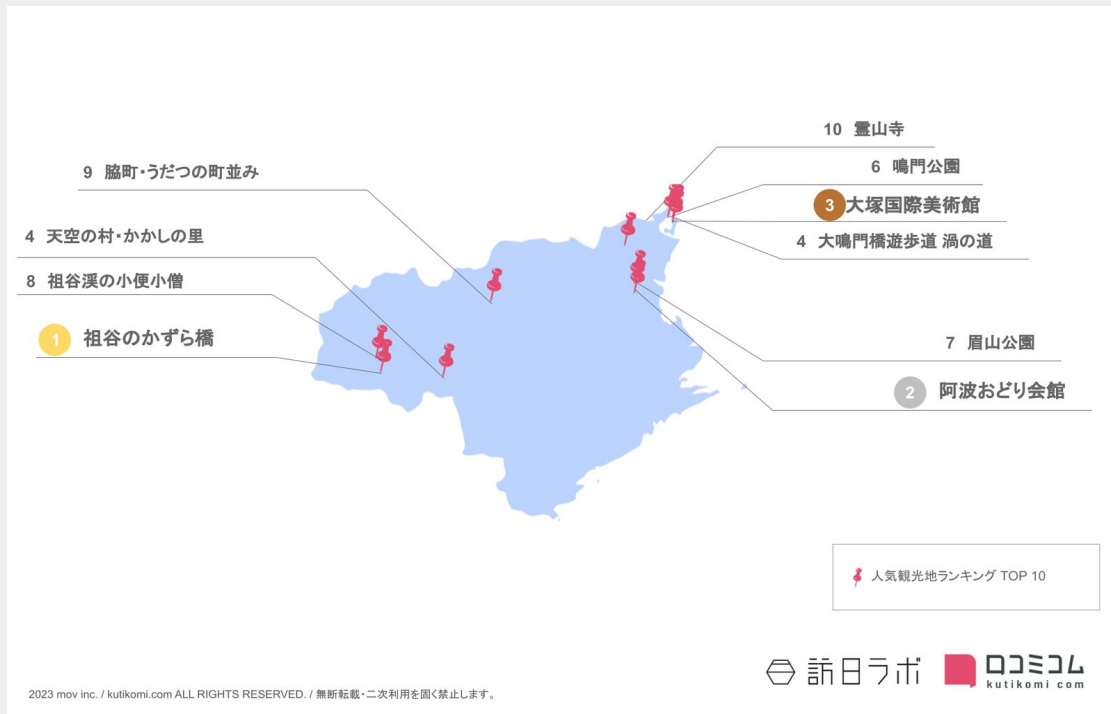 10 霊山寺
9 脇町・うだつの町並み
6 鳴門公園
3 大塚国際美術館
4 天空の村・かかしの里
4 大鳴門橋遊歩道 渦の道
8 祖谷渓の小便小僧
1 祖谷のかずら橋
7 眉山公園
2 阿波おどり会館
人気観光地ランキング TOP 10
訪日ラボ
口コミコム
kutikomi com
2023 mov inc. / kutikomi.com ALL RIGHTS RESERVED. / 無断転載・二次利用を固く禁止します。